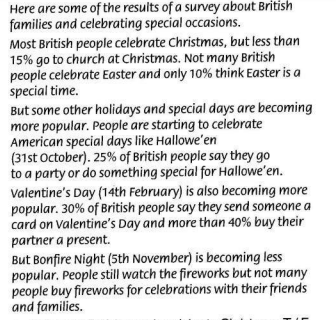 Here are some of the results of a survey about British
families and celebrating special occasions.
Most British people celebrate Christmas, but less than
15% go to church at Christmas. Not many British
people celebrate Easter and only 10% think Easter is a
special time.
But some other holidays and special days are becoming
more popular. People are starting to celebrate
American special days like Hallowe'en
(31st October). 25% of British people say they go
to a party or do something special for Hallowe'en.
Valentine's Day (14th February) is also becoming more
popular. 30% of British people say they send someone a
card on Valentine's Day and more than 40% buy their
partner a present.
But Bonfire Night (5th November) is becoming less
popular. People still watch the fireworks but not many
people buy fireworks for celebrations with their friends
and families.